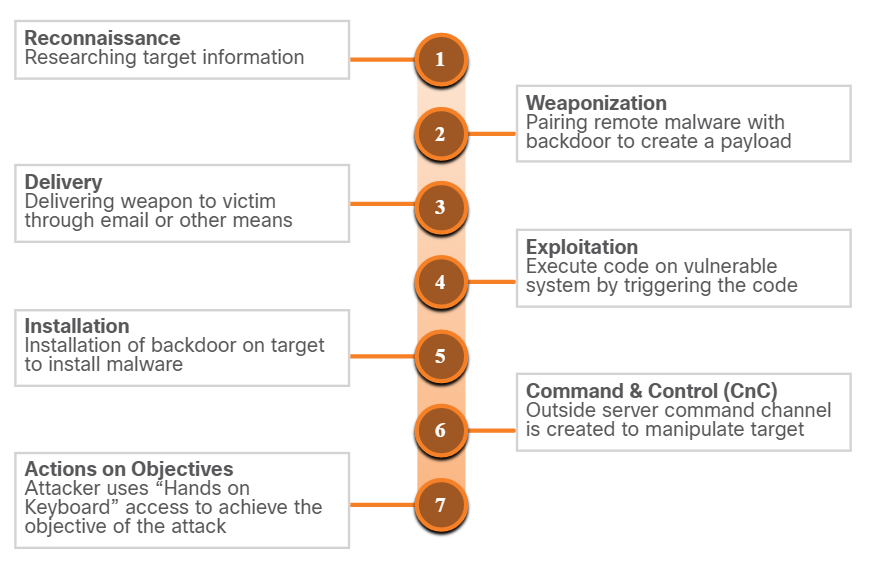 Reconnaissance
Researching target information
1
Weaponization
Pairing remote malware with
backdoor to create a payload
2
Delivery
Delivering weapon to victim
through email or other means
3
Exploitation
Execute code on vulnerable
system by triggering the code
4
Installation
Installation of backdoor on target
to install malware
5
Command & Control (CnC)
Outside server command channel
is created to manipulate target
6
Actions on Objectives
Attacker uses “Hands on
Keyboard” access to achieve the
objective of the attack
7